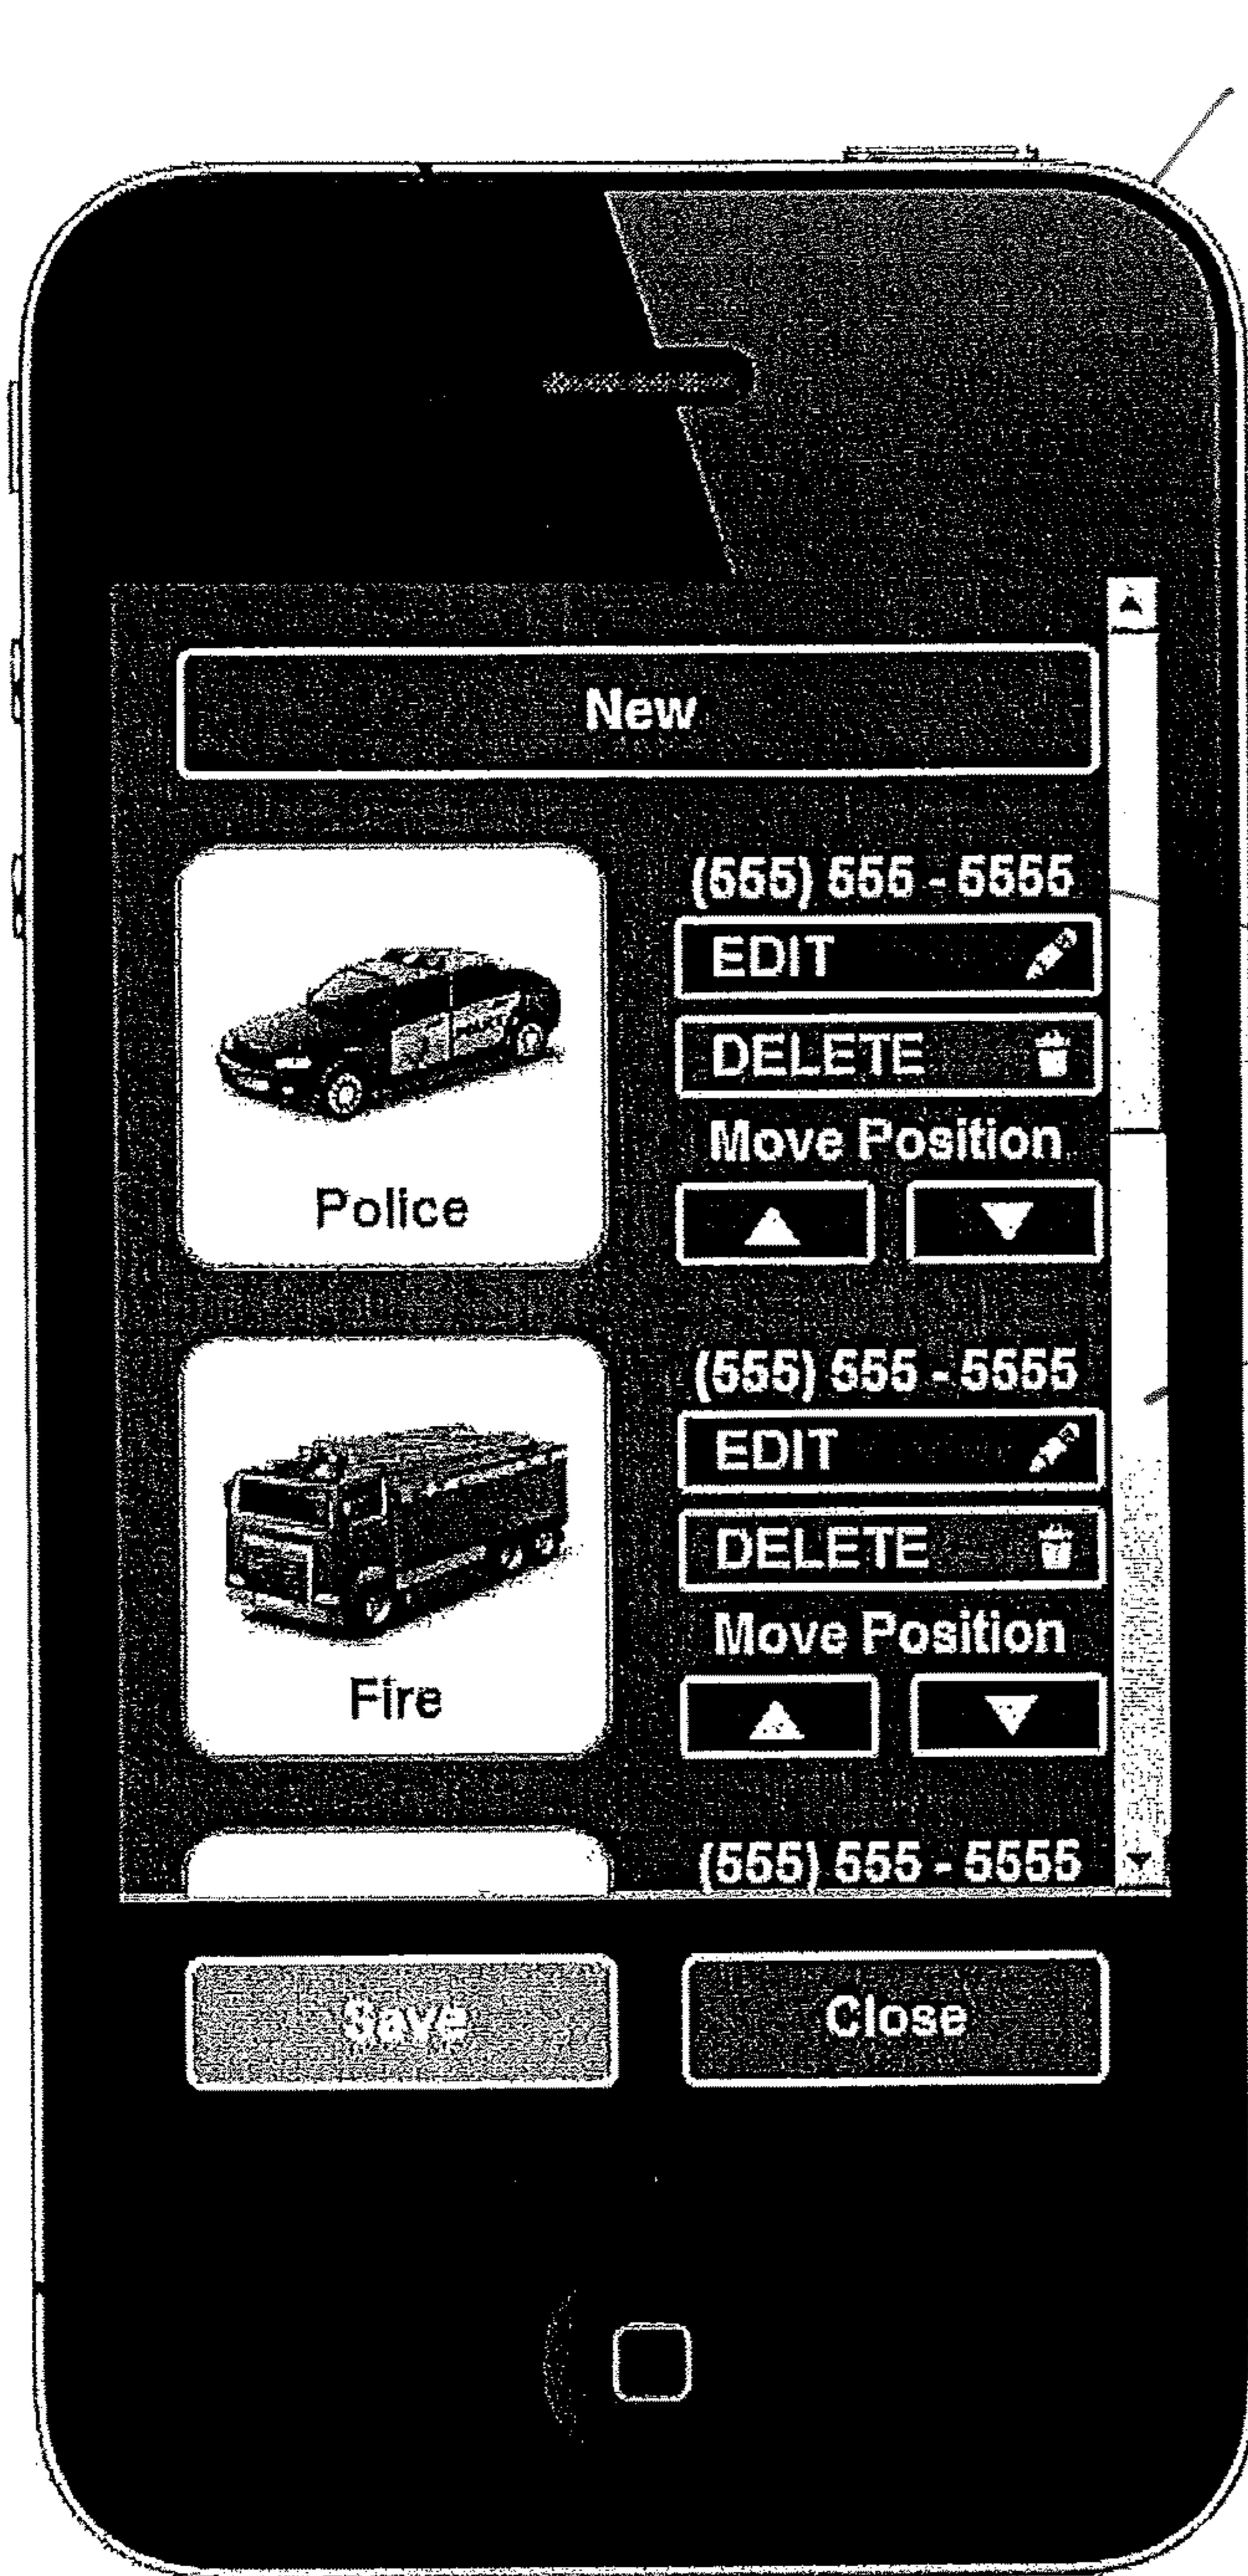 New
(555) 555 - 5555
EDIT
DELETE
Move Position
Police
(555) 555 - 5555
EDIT
DELETE
Move Position
Fire
(555) 555 - 5555
Save
Close